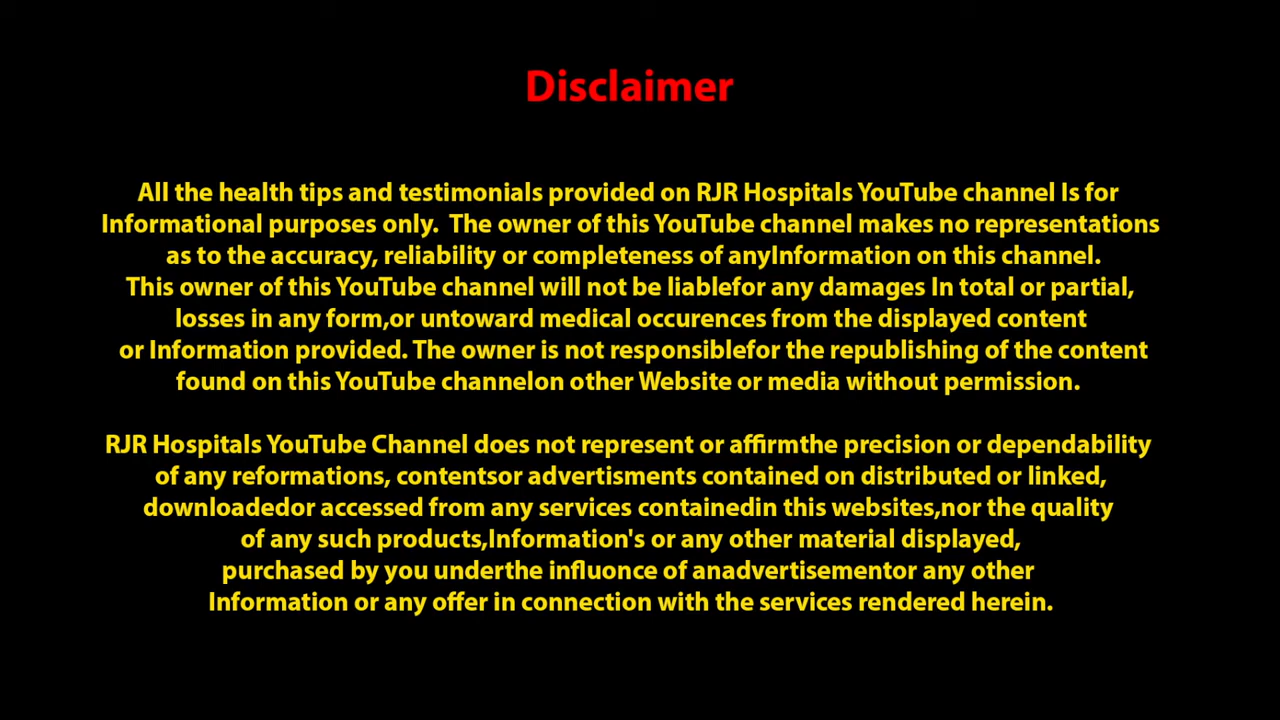 Disclaimer
All the health tips and testimonials provided on RJR Hospitals YouTube channel Is for
Informational purposes only.  The owner of this YouTube channel makes no representations
as to the accuracy, reliability or completeness of anyInformation on this channel.
This owner of this YouTube channel will not be liablefor any damages In total or partial,
losses in any form,or untoward medical occurences from the displayed content
or Information provided. The owner is not responsiblefor the republishing of the content
found on this YouTube channelon other Website or media without permission.
RJR Hospitals YouTube Channel does not represent or affirmthe precision or dependability
of any reformations, contentsor advertisments contained on distributed or linked,
downloadedor accessed from any services containedin this websites,nor the quality
of any such products,Information's or any other material displayed,
purchased by you underthe influonce of anadvertisementor any other
Information or any offer in connection with the services rendered herein.